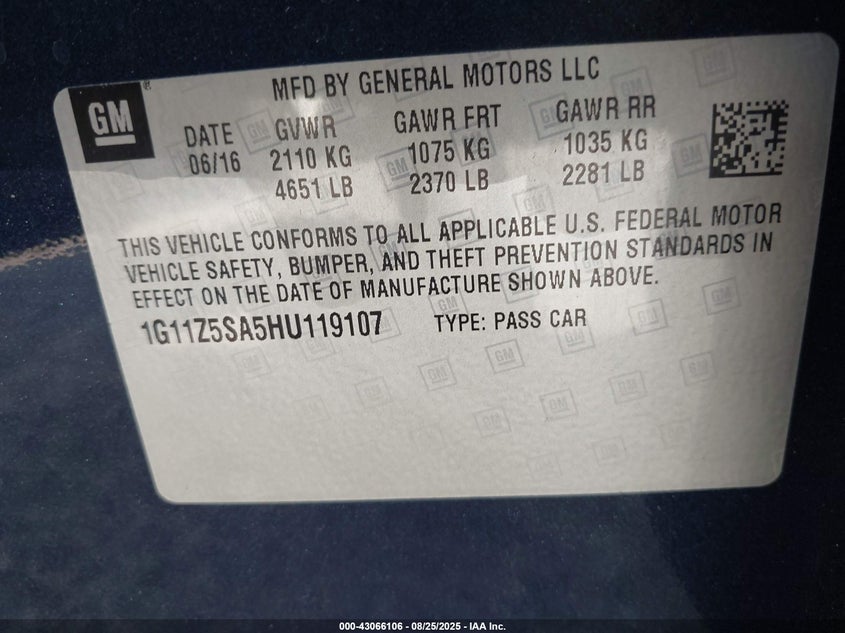 GM
MFD BY GENERAL MOTORS LLC
DATE GVWR GAWR FRT GAWR RR
06/16 2110 KG 1075 KG 1035 KG
4651 LB 2370 LB 2281 LB
THIS VEHICLE CONFORMS TO ALL APPLICABLE U.S. FEDERAL MOTOR
VEHICLE SAFETY, BUMPER, AND THEFT PREVENTION STANDARDS IN
EFFECT ON THE DATE OF MANUFACTURE SHOWN ABOVE.
1G11Z5SA5HU119107 TYPE: PASS CAR
000-43066106 - 08/25/2025 - IAA Inc.